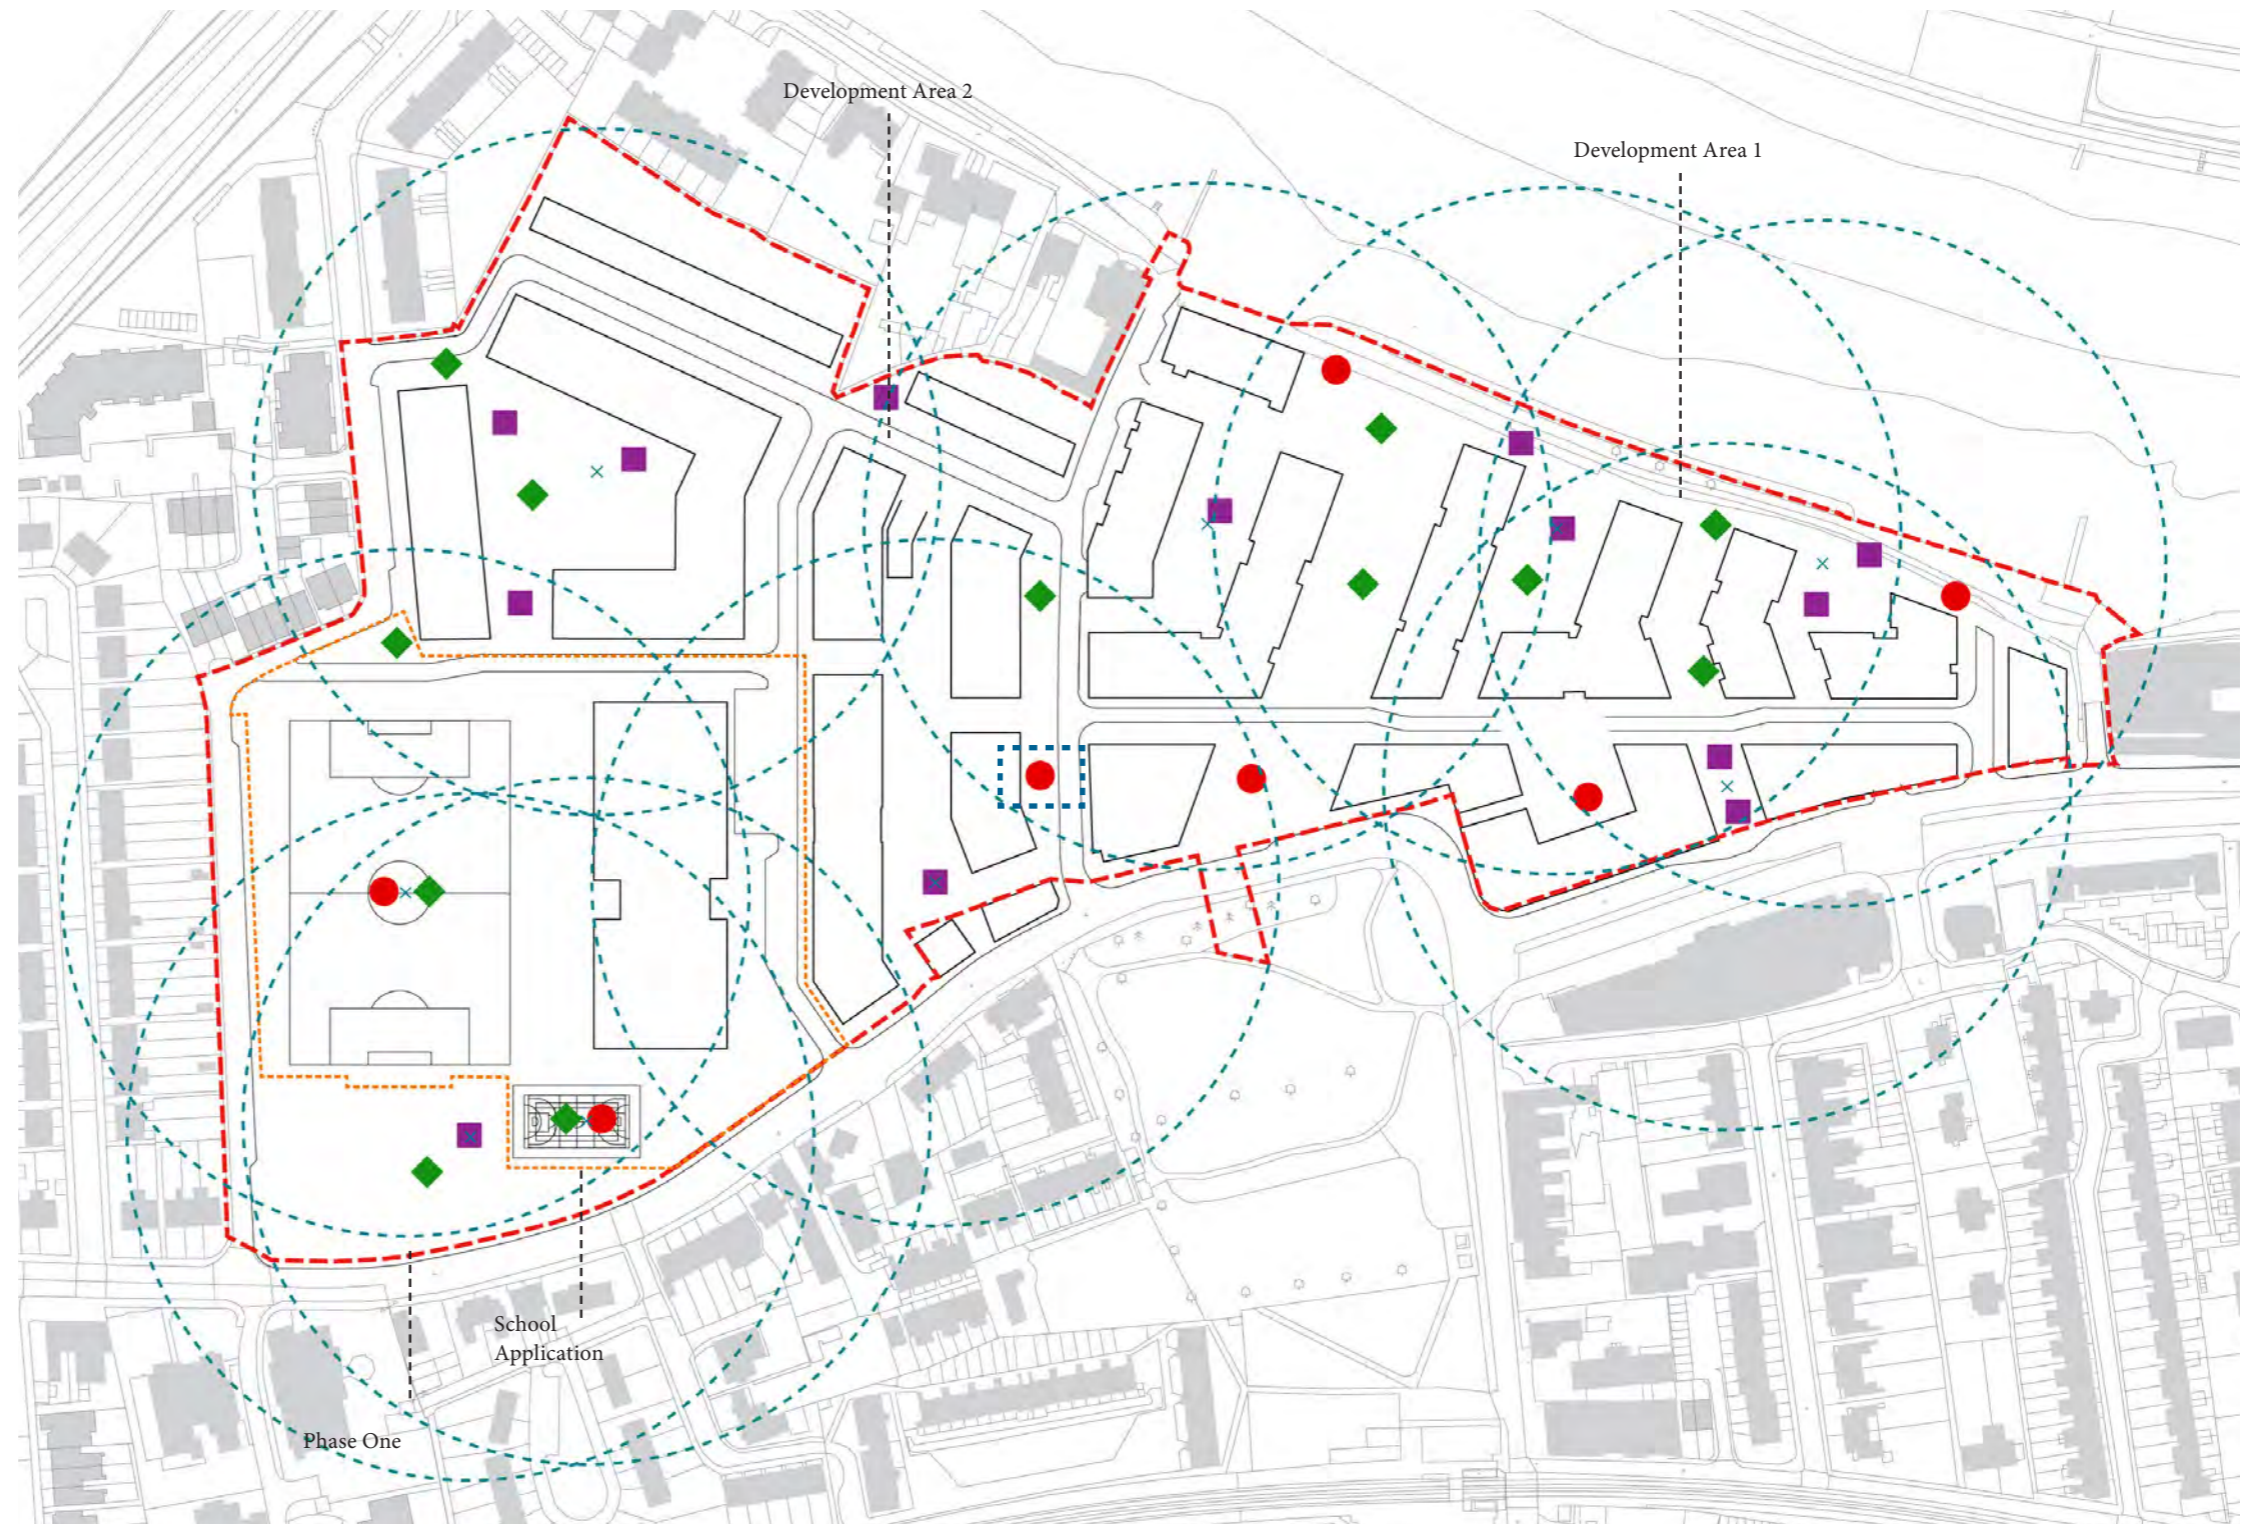 Development Area 2
Development Area 1
School
Application
Phase One